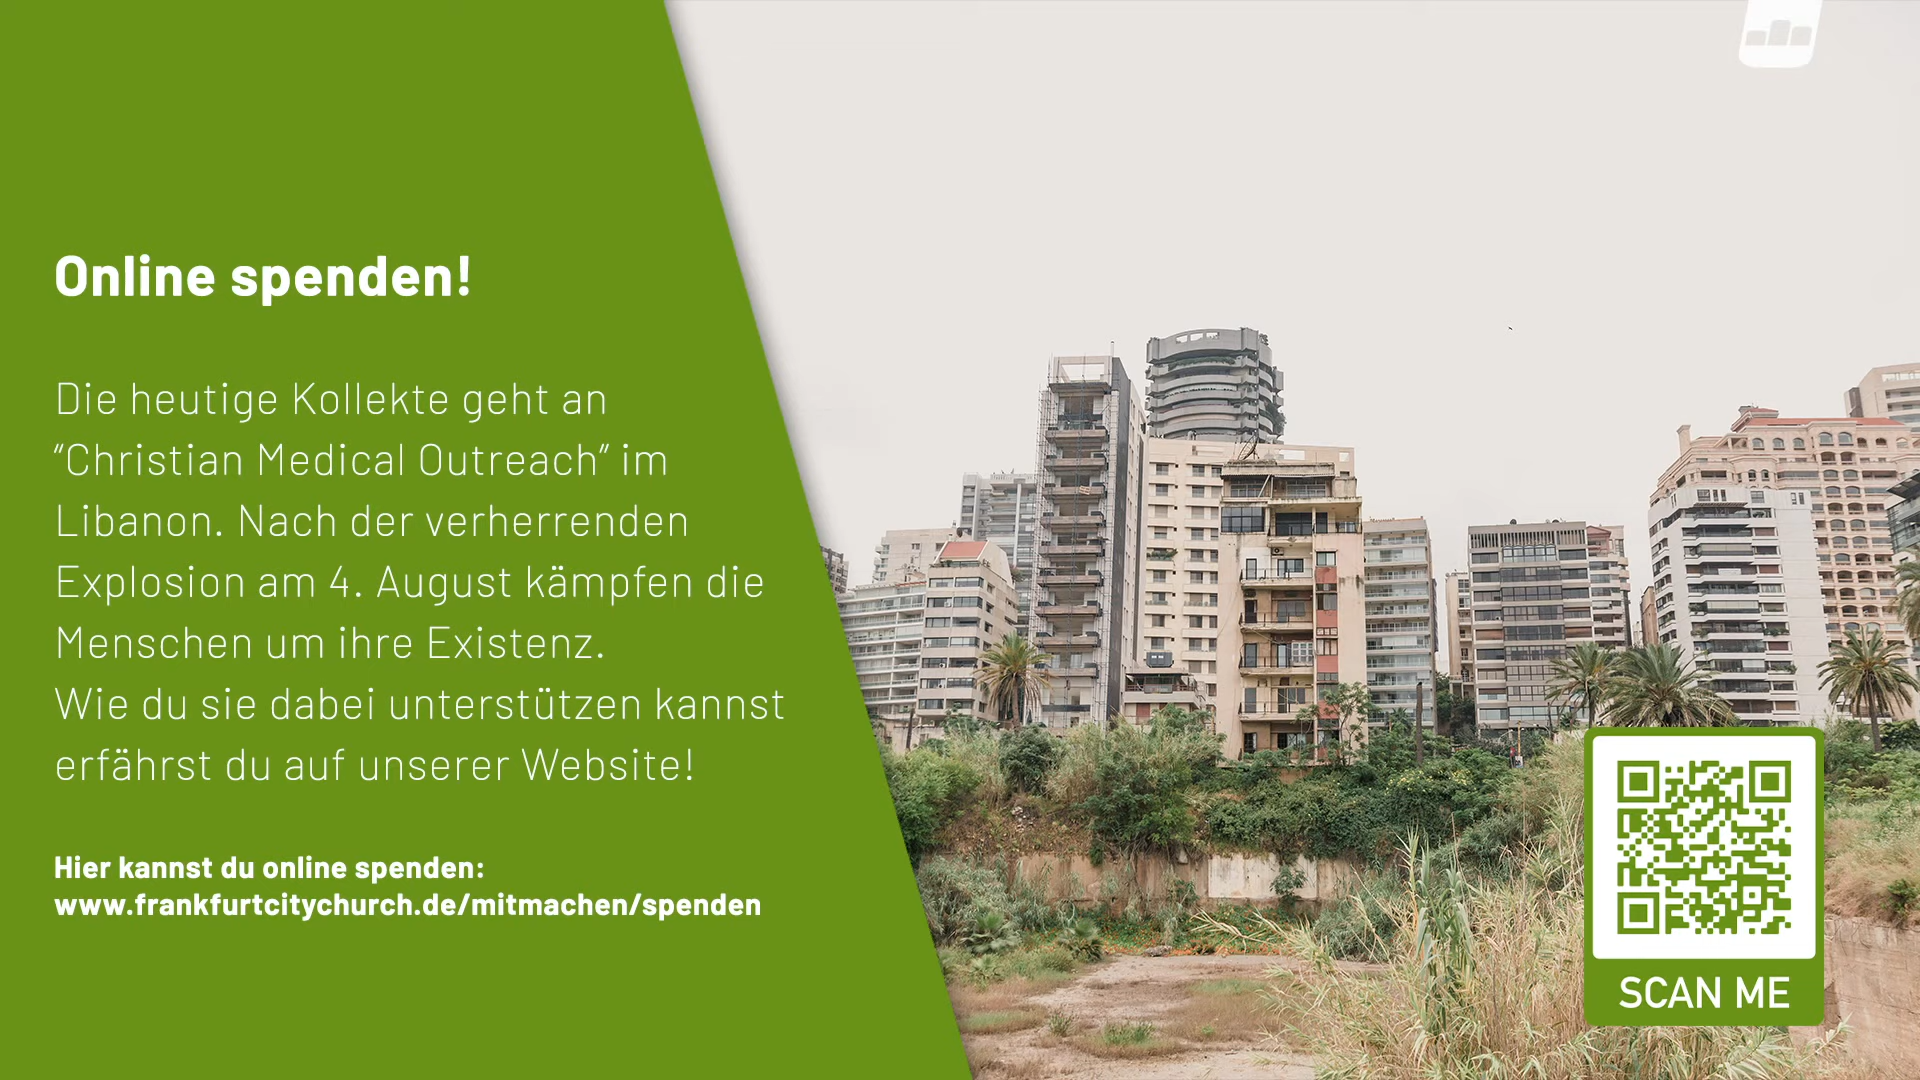 Online spenden!
Die heutige Kollekte geht an
“Christian Medical Outreach” im
Libanon. Nach der verherrenden
Explosion am 4. August kämpfen die
Menschen um ihre Existenz.
Wie du sie dabei unterstützen kannst
erfährst du auf unserer Website!
Hier kannst du online spenden:
www.frankfurtcitychurch.de/mitmachen/spenden
SCAN ME